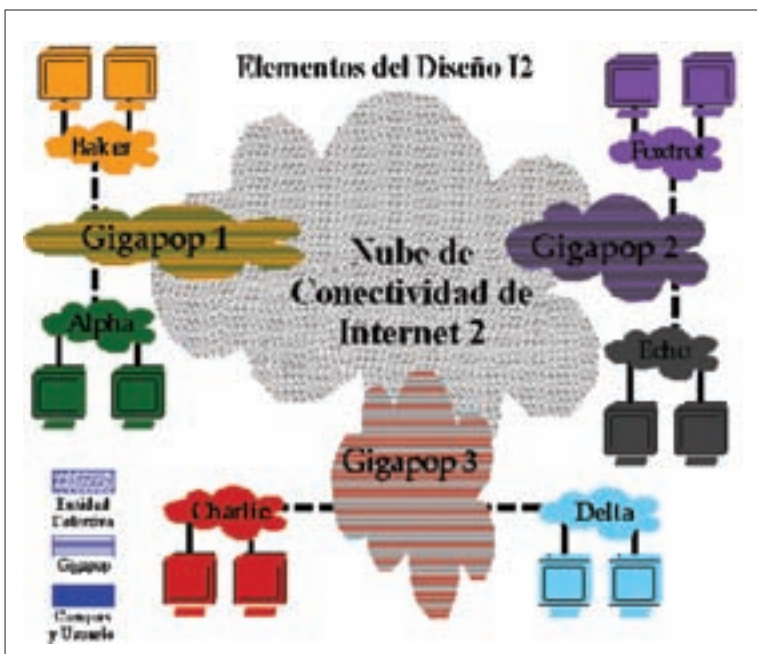 Elementos del Diseño I2
Baker
Foxtrot
Gigapop 1
Gigapop 2
Nube de
Conectividad de
Internet 2
Alpha
Echo
Gigapop 3
Charlie
Delta
Entidad
Colectiva
Gigapop
Campus
y Usuario